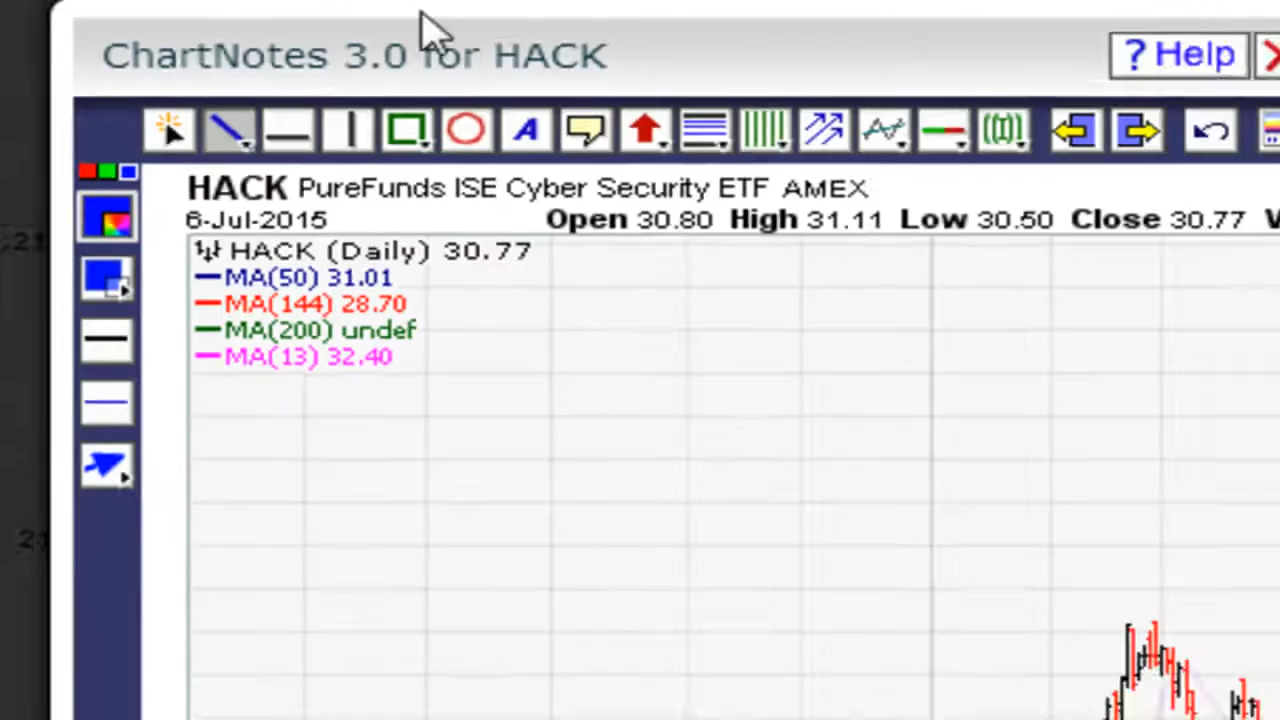 ChartNotes 3.0 for HACK
? Help
A
HACK PureFunds ISE Cyber Security ETF AMEX
6-Jul-2015 Open 30.80 High 31.11 Low 30.50 Close 30.77 V
HACK (Daily) 30.77
MA(50) 31.01
MA(144) 28.70
MA(200) undef
MA(13) 32.40